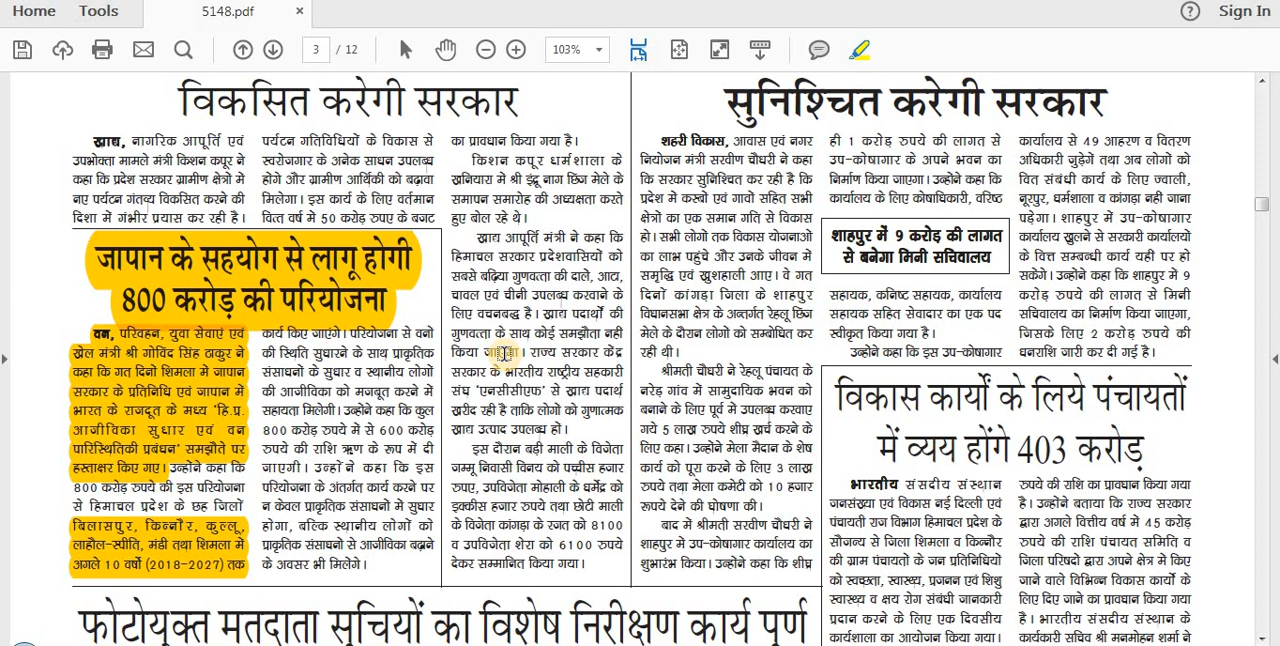 Home Tools 5148.pdf × ? Sign In
3 / 12 103%
विकसित करेगी सरकार
खाद्य, नागरिक आपूर्ति एवं
उपभोक्ता मामले मंत्री किशन कपूर ने
कहा कि प्रदेश सरकार ग्रामीण क्षेत्रों में
नए पर्यटन गंतव्य विकसित करने की
दिशा में गंभीर प्रयास कर रही है।
पर्यटन गतिविधियों के विकास से
स्वरोजगार के अनेक साधन उपलब्ध
होंगे और ग्रामीण आर्थिकी को बढ़ावा
मिलेगा। इस कार्य के लिए वर्तमान
वित्त वर्ष में 50 करोड़ रुपए के बजट
का प्रावधान किया गया है।
किशन कपूर धर्मशाला के
खनियारा में श्री इंद्रू नाग छिंज मेले के
समापन समारोह की अध्यक्षता करते
हुए बोल रहे थे।
खाद्य आपूर्ति मंत्री ने कहा कि
हिमाचल सरकार प्रदेशवासियों को
सबसे बढ़िया गुणवत्ता की दाले, आटा,
चावल एवं चीनी उपलब्ध करवाने के
लिए वचनबद्ध है। खाद्य पदार्थों की
गुणवत्ता के साथ कोई समझौता नहीं
किया । राज्य सरकार केंद्र
सरकार के भारतीय राष्ट्रीय सहकारी
संघ 'एनसीसीएफ' से खाद्य पदार्थ
खरीद रही है ताकि लोगों को गुणात्मक
खाद्य उत्पाद उपलब्ध हो।
इस दौरान बड़ी माली के विजेता
जम्मू निवासी विनय को पच्चीस हजार
रुपए, उपविजेता मोहाली के धर्मेंद्र को
इक्कीस हजार रुपये तथा छोटी माली
के विजेता कांगड़ा के रजत को 8100
व उपविजेता शेरा को 6100 रुपये
देकर सम्मानित किया गया।
जापान के सहयोग से लागू होगी
800 करोड़ की परियोजना
वन, परिवहन, युवा सेवाएं एवं
खेल मंत्री श्री गोविंद सिंह ठाकुर ने
कहा कि गत दिनों शिमला में जापान
सरकार के प्रतिनिधि एवं जापान में
भारत के राजदूत के मध्य 'हि.प्र.
आजीविका सुधार एवं वन
पारिस्थितिकी प्रबंधन' समझौते पर
हस्ताक्षर किए गए। उन्होंने कहा कि
800 करोड़ रुपये की इस परियोजना
से हिमाचल प्रदेश के छह जिलों
बिलासपुर, किन्नौर, कुल्लू,
लाहौल-स्पीति, मंडी तथा शिमला में
अगले 10 वर्षों (2018-2027) तक
कार्य किए जाएंगे। परियोजना से वनों
की स्थिति सुधारने के साथ प्राकृतिक
संसाधनों के सुधार व स्थानीय लोगों
की आजीविका को मजबूत करने में
सहायता मिलेगी। उन्होंने कहा कि कुल
800 करोड़ रुपये में से 600 करोड़
रुपये की राशि ऋण के रूप में दी
जाएगी। उन्होंने कहा कि इस
परियोजना के अंतर्गत कार्य करने पर
न केवल प्राकृतिक संसाधनों में सुधार
होगा, बल्कि स्थानीय लोगों को
प्राकृतिक संसाधनों से आजीविका बढ़ाने
के अवसर भी मिलेंगे।
सुनिश्चित करेगी सरकार
शहरी विकास, आवास एवं नगर
नियोजन मंत्री सरवीण चौधरी ने कहा
कि सरकार सुनिश्चित कर रही है कि
प्रदेश में कस्बों एवं गावों सहित सभी
क्षेत्रों का एक समान गति से विकास
हो। सभी लोगों तक विकास योजनाओं
का लाभ पहुंचे और उनके जीवन में
समृद्धि एवं खुशहाली आए। वे गत
दिनों कांगड़ा जिला के शाहपुर
विधानसभा क्षेत्र के अन्तर्गत रेहलू छिंज
मेले के दौरान लोगों को सम्बोधित कर
रही थी।
श्रीमती चौधरी ने रेहलू पंचायत के
नरेड़ गांव में सामुदायिक भवन को
बनाने के लिए पूर्व में उपलब्ध करवाए
गये 5 लाख रुपये शीघ्र खर्च करने के
लिए कहा। उन्होंने मेला मैदान के शेष
कार्य को पूरा करने के लिए 3 लाख
रुपये तथा मेला कमेटी को 10 हजार
रूपये देने की घोषणा की।
बाद में श्रीमती सरवीण चौधरी ने
शाहपुर में उप-कोषागार कार्यालय का
शुभारंभ किया। उन्होंने कहा कि शीघ्र
ही 1 करोड़ रुपये की लागत से
उप-कोषागार के अपने भवन का
निर्माण किया जाएगा। उन्होंने कहा कि
कार्यालय के लिए कोषाधिकारी, वरिष्ठ
शाहपुर में 9 करोड़ की लागत
से बनेगा मिनी सचिवालय
सहायक, कनिष्ट सहायक, कार्यालय
सहायक सहित सेवादार का एक पद
स्वीकृत किया गया है।
उन्होंने कहा कि इस उप-कोषागार
कार्यालय से 49 आहरण व वितरण
अधिकारी जुड़ेगें तथा अब लोगों को
वित संबंधी कार्य के लिए ज्वाली,
नूरपुर, धर्मशाला व कांगड़ा नहीं जाना
पड़ेगा। शाहपुर में उप-कोषागार
कार्यालय खुलने से सरकारी कार्यालयों
के वित्त सम्बन्धी कार्य यही पर हो
सकेंगे। उन्होंने कहा कि शाहपुर में 9
करोड़ रुपये की लागत से मिनी
सचिवालय का निर्माण किया जाएगा,
जिसके लिए 2 करोड़ रुपये की
धनराशि जारी कर दी गई है।
विकास कार्यों के लिये पंचायतों
में व्यय होंगे 403 करोड़
भारतीय संसदीय संस्थान
जनसंख्या एवं विकास नई दिल्ली एवं
पंचायती राज विभाग हिमाचल प्रदेश के
सौजन्य से जिला शिमला व किन्नौर
की ग्राम पंचायतों के जन प्रतिनिधियों
को स्वच्छता, स्वास्थ्य, प्रजनन एवं शिशु
स्वास्थ्य व क्षय रोग संबंधी जानकारी
प्रदान करने के लिए एक दिवसीय
कार्यशाला का आयोजन किया गया।
रुपये की राशि का प्रावधान किया गया
है। उन्होंने बताया कि राज्य सरकार
द्वारा अगले वित्तीय वर्ष में 45 करोड़
रुपये की राशि पंचायत समिति व
जिला परिषदों द्वारा अपने क्षेत्र में किए
जाने वाले विभिन्न विकास कार्यों के
लिए दिए जाने का प्रावधान किया गया
है। भारतीय संसदीय संस्थान के
कार्यकारी सचिव श्री मनमोहन शर्मा ने
फोटोयुक्त मतदाता सूचियों का विशेष निरीक्षण कार्य पूर्ण